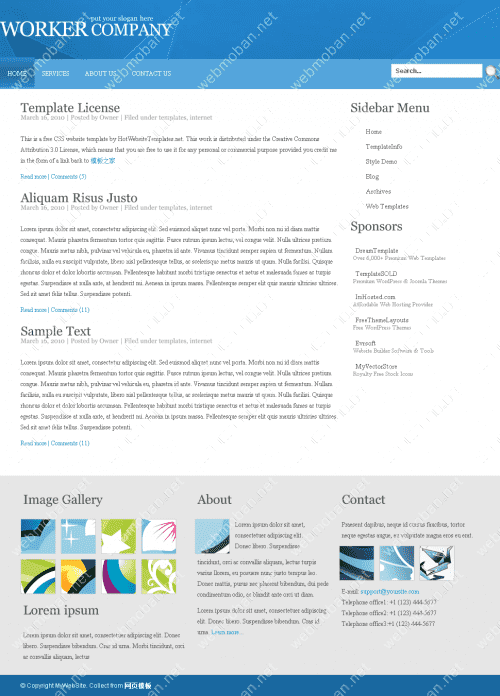 put your slogan here
WORKER COMPANY
HOME SERVICES ABOUT US CONTACT US
Search...
Template License
March 16, 2010 | Posted by Owner | Filed under templates, internet
This is a free CSS website template by HotWebsiteTemplates.net. This work is distributed under the Creative Commons
Attribution 3.0 License, which means that you are free to use it for any personal or commercial purpose provided you credit me
in the form of a link back to 模板之家
Read more | Comments (3)
Aliquam Risus Justo
March 16, 2010 | Posted by Owner | Filed under templates, internet
Lorem ipsum dolor sit amet, consectetuer adipiscing elit. Sed euismod aliquet nunc vel porta. Morbi non mi id diam mattis
consequat. Mauris pharetra fermentum tortor quis sagittis. Fusce rutrum ipsum lectus, vel congue velit. Nulla ultrices pretium
congue. Mauris metus nibh, pulvinar vel vehicula eu, pharetra id ante. Vivamus tincidunt semper egestas ut fermentum. Nullam
facilisis, nulla eu suscipit vulputate, libero nisl pellentesque tellus, ac scelerisque metus mauris ut quam. Quisque
rhoncus dolor et dolor dapibus accumsan. Pellentesque habitant morbi tristique senectus et netus et malesuada fames ac turpis
egestas. Suspendisse ut nulla ante, at hendrerit mi. Aenean in ipsum massa. Pellentesque semper elit quis mauris ultricies ultrices.
Sed sit amet felis tellus. Suspendisse potenti.
Read more | Comments (11)
Sample Text
March 16, 2010 | Posted by Owner | Filed under templates, internet
Lorem ipsum dolor sit amet, consectetuer adipiscing elit. Sed euismod aliquet nunc vel porta. Morbi non mi id diam mattis
consequat. Mauris pharetra fermentum tortor quis sagittis. Fusce rutrum ipsum lectus, vel congue velit. Nulla ultrices pretium
congue. Mauris metus nibh, pulvinar vel vehicula eu, pharetra id ante. Vivamus tincidunt semper egestas ut fermentum. Nullam
facilisis, nulla eu suscipit vulputate, libero nisl pellentesque tellus, ac scelerisque metus mauris ut quam. Quisque
rhoncus dolor et dolor dapibus accumsan. Pellentesque habitant morbi tristique senectus et netus et malesuada fames ac turpis
egestas. Suspendisse ut nulla ante, at hendrerit mi. Aenean in ipsum massa. Pellentesque semper elit quis mauris ultricies ultrices.
Sed sit amet felis tellus. Suspendisse potenti.
Read more | Comments (11)
Sidebar Menu
Home
TemplateInfo
Style Demo
Blog
Archives
Web Templates
Sponsors
DreamTemplate
Over 6,000+ Premium Web Templates
TemplateSOLD
Premium WordPress & Joomla Themes
ImHosted.com
Affordable Web Hosting Provider
FreeThemeLayouts
Free WordPress Themes
Evrsoft
Website Builder Software & Tools
MyVectorStore
Royalty Free Stock Icons
Image Gallery
Lorem ipsum
Lorem ipsum dolor sit amet, consectetuer adipiscing elit. Donec
libero. Suspendisse bibendum. Cras id urna. Morbi tincidunt, orci
ac convallis aliquam, lectus
About
Lorem ipsum dolor sit amet,
consectetuer adipiscing elit.
Donec libero. Suspendisse
tincidunt, orci ac convallis aliquam, lectus turpis
varius lorem, eu posuere nunc justo tempus leo.
Donec mattis, purus nec placerat bibendum, dui pede
condimentum odio, ac blandit ante orci ut diam.
Lorem ipsum dolor sit amet, consectetuer adipiscing
elit. Donec libero. Suspendisse bibendum. Cras id
urna. Learn more...
Contact
Praesent dapibus, neque id cursus faucibus, tortor
neque egestas augue, eu vulputate magna eros eu erat.
E-mail: support@yoursite.com
Telephone office1: +1 (123) 444-5677
Telephone office2:+1 (123) 444-5677
Telephone office3:+1 (123) 444-5677
© Copyright MyWebSite. Collect from 网页模板
webmoban.net